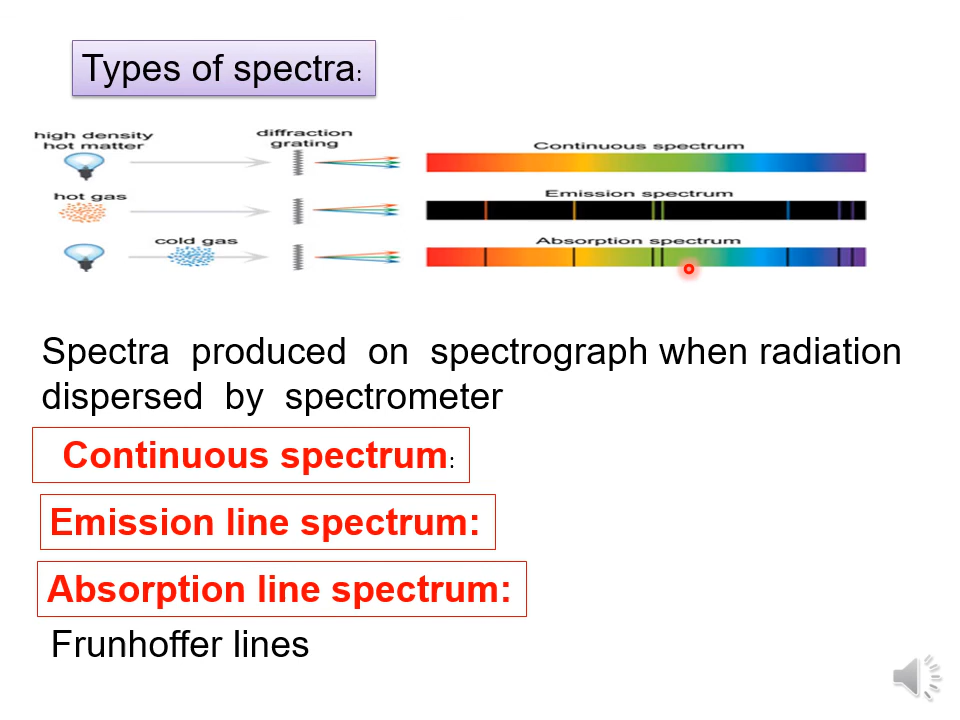 Types of spectra:
high density
hot matter
diffraction
grating
Continuous spectrum
hot gas
Emission spectrum
cold gas
Absorption spectrum
Spectra produced on spectrograph when radiation
dispersed by spectrometer
Continuous spectrum:
Emission line spectrum:
Absorption line spectrum:
Frunhoffer lines